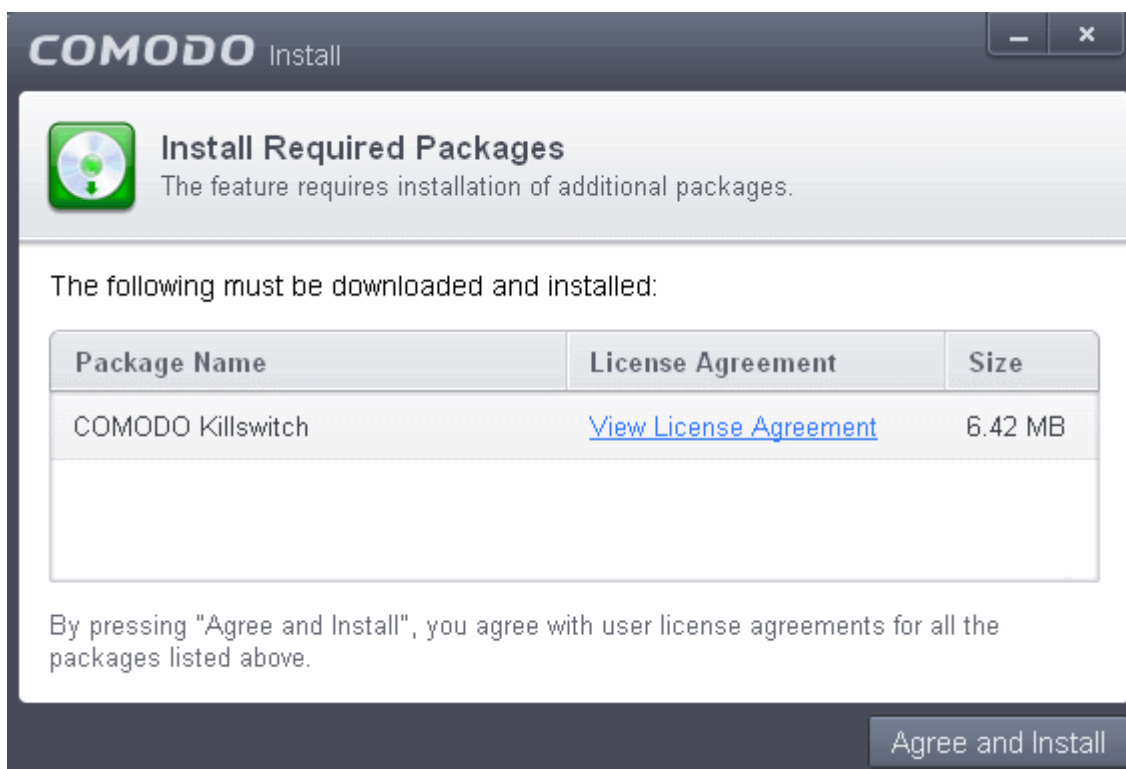 COMODO Install
Install Required Packages
The feature requires installation of additional packages.
The following must be downloaded and installed:
Package Name License Agreement Size
COMODO Killswitch View License Agreement 6.42 MB
By pressing "Agree and Install", you agree with user license agreements for all the
packages listed above.
Agree and Install